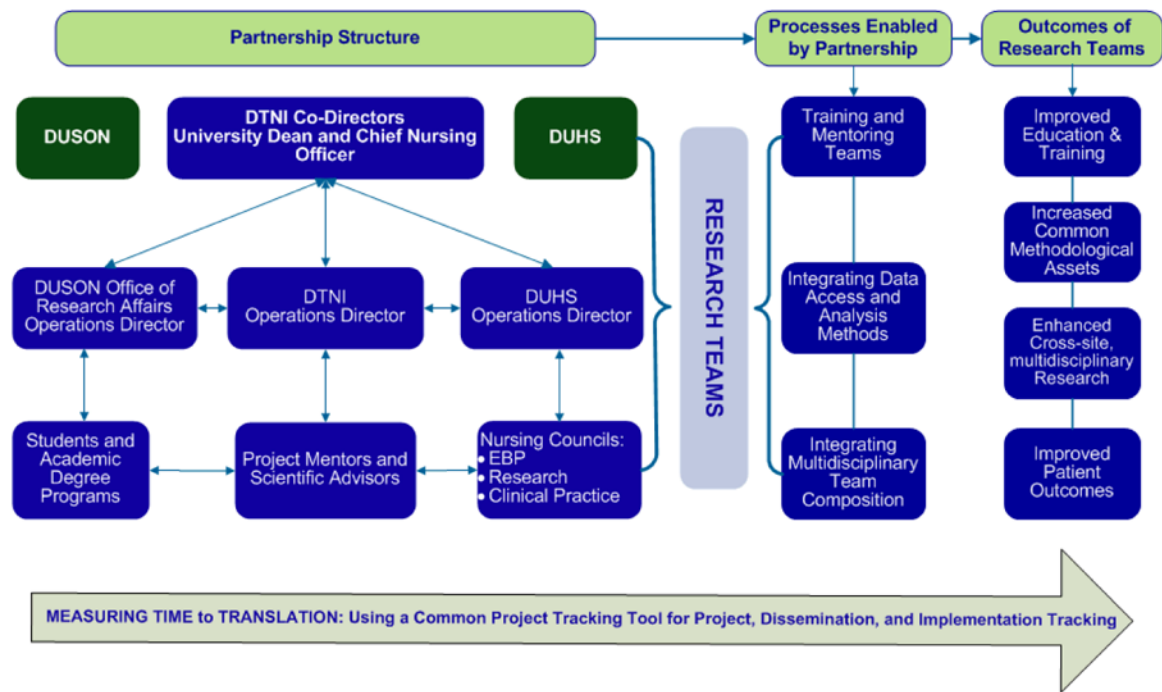 Partnership Structure
Processes Enabled
by Partnership
Outcomes of
Research Teams
DUSON
DTNI Co-Directors
University Dean and Chief Nursing
Officer
DUHS
DUSON Office of
Research Affairs
Operations Director
DTNI
Operations Director
DUHS
Operations Director
Students and
Academic
Degree
Programs
Project Mentors and
Scientific Advisors
Nursing Councils:
• EBP
• Research
• Clinical Practice
RESEARCH TEAMS
Training and
Mentoring
Teams
Integrating Data
Access and
Analysis
Methods
Integrating
Multidisciplinary
Team
Composition
Improved
Education &
Training
Increased
Common
Methodological
Assets
Enhanced
Cross-site,
multidisciplinary
Research
Improved
Patient
Outcomes
MEASURING TIME to TRANSLATION: Using a Common Project Tracking Tool for Project, Dissemination, and Implementation Tracking